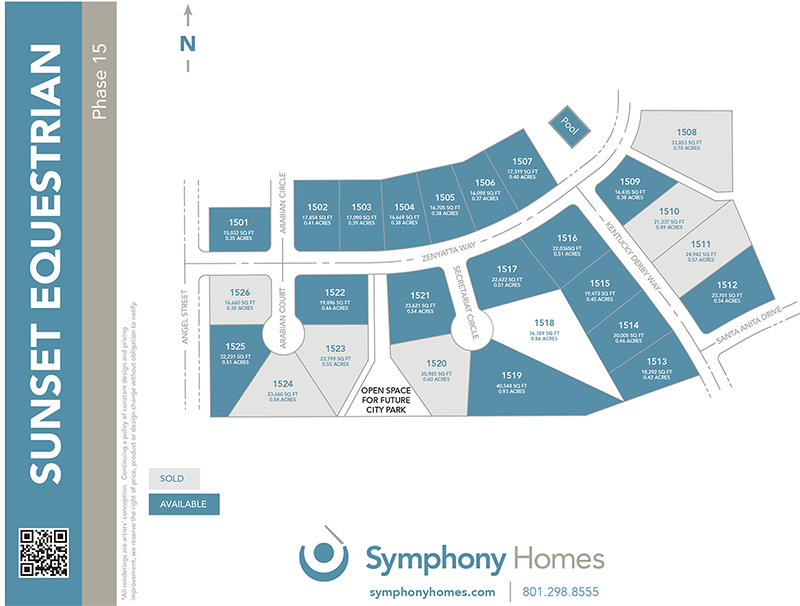 SUNSET EQUESTRIAN
Phase 15
*All renderings are artists' conception. Continuing a policy of constant design and pricing
improvement, we reserve the right of price, product or design change without obligation to notify.
N
Pool
1508
33,853 SQ FT
0.78 ACRES
1507
17,319 SQ FT
0.40 ACRES
1506
16,098 SQ FT
0.37 ACRES
1505
16,705 SQ FT
0.38 ACRES
1504
16,669 SQ FT
0.38 ACRES
1503
17,090 SQ FT
0.39 ACRES
1502
17,854 SQ FT
0.41 ACRES
ARABIAN CIRCLE
1501
15,032 SQ FT
0.35 ACRES
1509
16,435 SQ FT
0.38 ACRES
1510
21,337 SQ FT
0.49 ACRES
1511
24,942 SQ FT
0.57 ACRES
1512
23,701 SQ FT
0.54 ACRES
KENTUCKY DERBY WAY
SANTA ANITA DRIVE
ZENYATTA WAY
1516
22,036SQ FT
0.51 ACRES
1517
22,422 SQ FT
0.51 ACRES
1515
19,473 SQ FT
0.45 ACRES
1514
20,005 SQ FT
0.46 ACRES
1513
18,292 SQ FT
0.42 ACRES
1518
36,389 SQ FT
0.84 ACRES
SECRETARIAT CIRCLE
1519
40,548 SQ FT
0.93 ACRES
1521
23,621 SQ FT
0.54 ACRES
1520
25,985 SQ FT
0.60 ACRES
1522
19,896 SQ FT
0.46 ACRES
1523
23,799 SQ FT
0.55 ACRES
1524
23,660 SQ FT
0.54 ACRES
1525
22,231 SQ FT
0.51 ACRES
1526
16,660 SQ FT
0.38 ACRES
ARABIAN COURT
ANGEL STREET
OPEN SPACE
FOR FUTURE
CITY PARK
SOLD
AVAILABLE
Symphony Homes
symphonyhomes.com | 801.298.8555